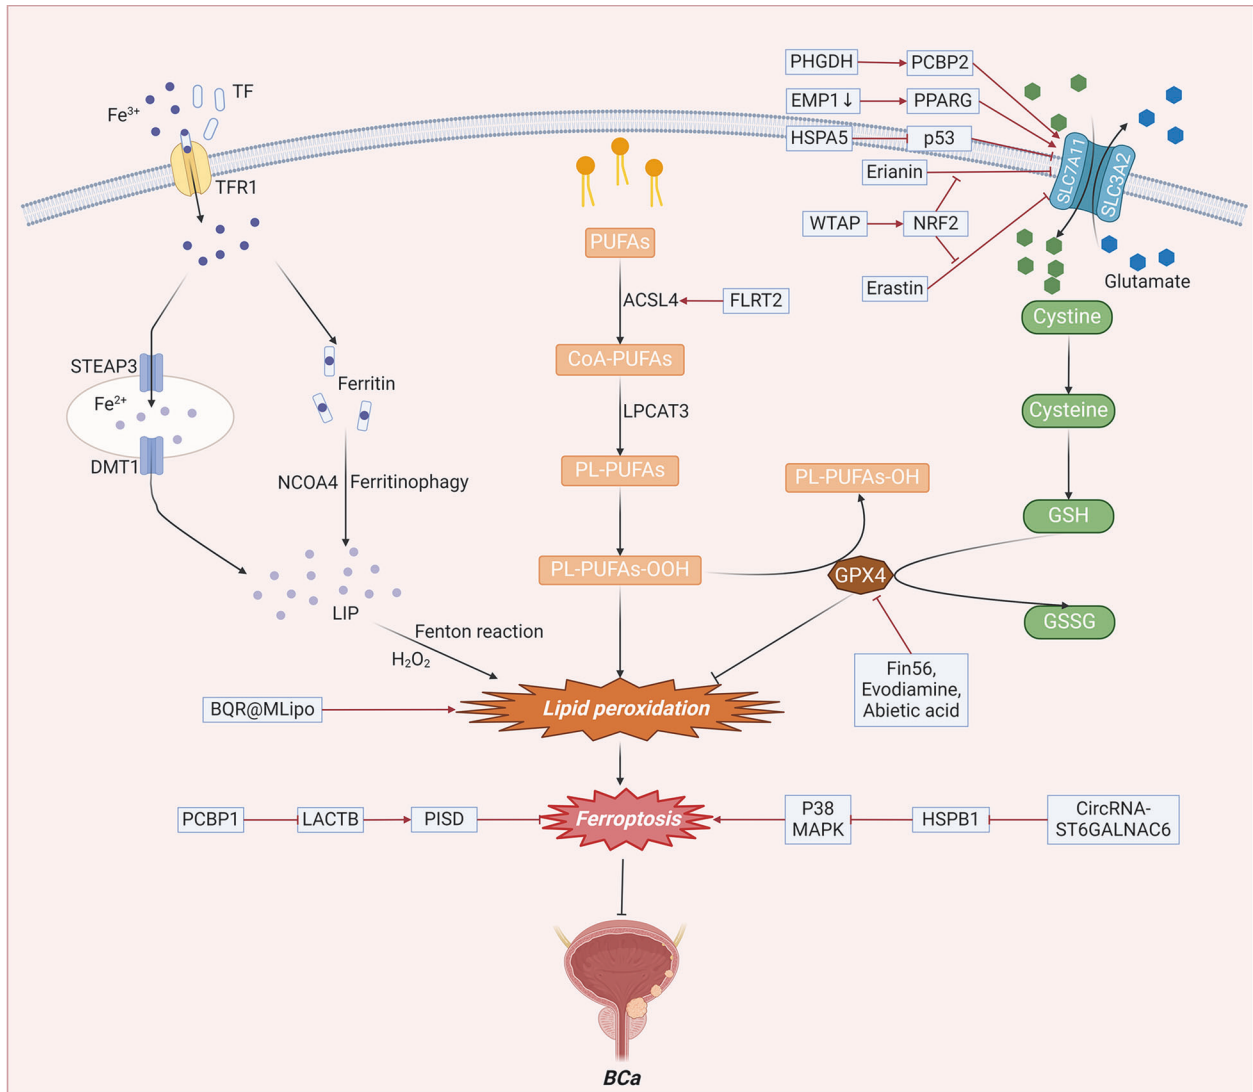 PHGDH
PCBP2
TF
Fe³⁺
EMP1↓
PPARG
HSPA5
p53
SLC7A11
SLC3A2
Erianin
TFR1
WTAP
NRF2
PUFAs
Erastin
Glutamate
ACSL4
FLRT2
Cystine
CoA-PUFAs
STEAP3
Ferritin
Fe²⁺
LPCAT3
Cysteine
DMT1
PL-PUFAs
PL-PUFAs-OH
NCOA4
Ferritinophagy
GSH
PL-PUFAs-OOH
GPX4
LIP
GSSG
Fenton reaction
H₂O₂
Fin56,
Evodiamine,
Abietic acid
BQR@MLipo
Lipid peroxidation
PCBP1
LACTB
PISD
Ferroptosis
P38
MAPK
HSPB1
CircRNA-
ST6GALNAC6
BCa